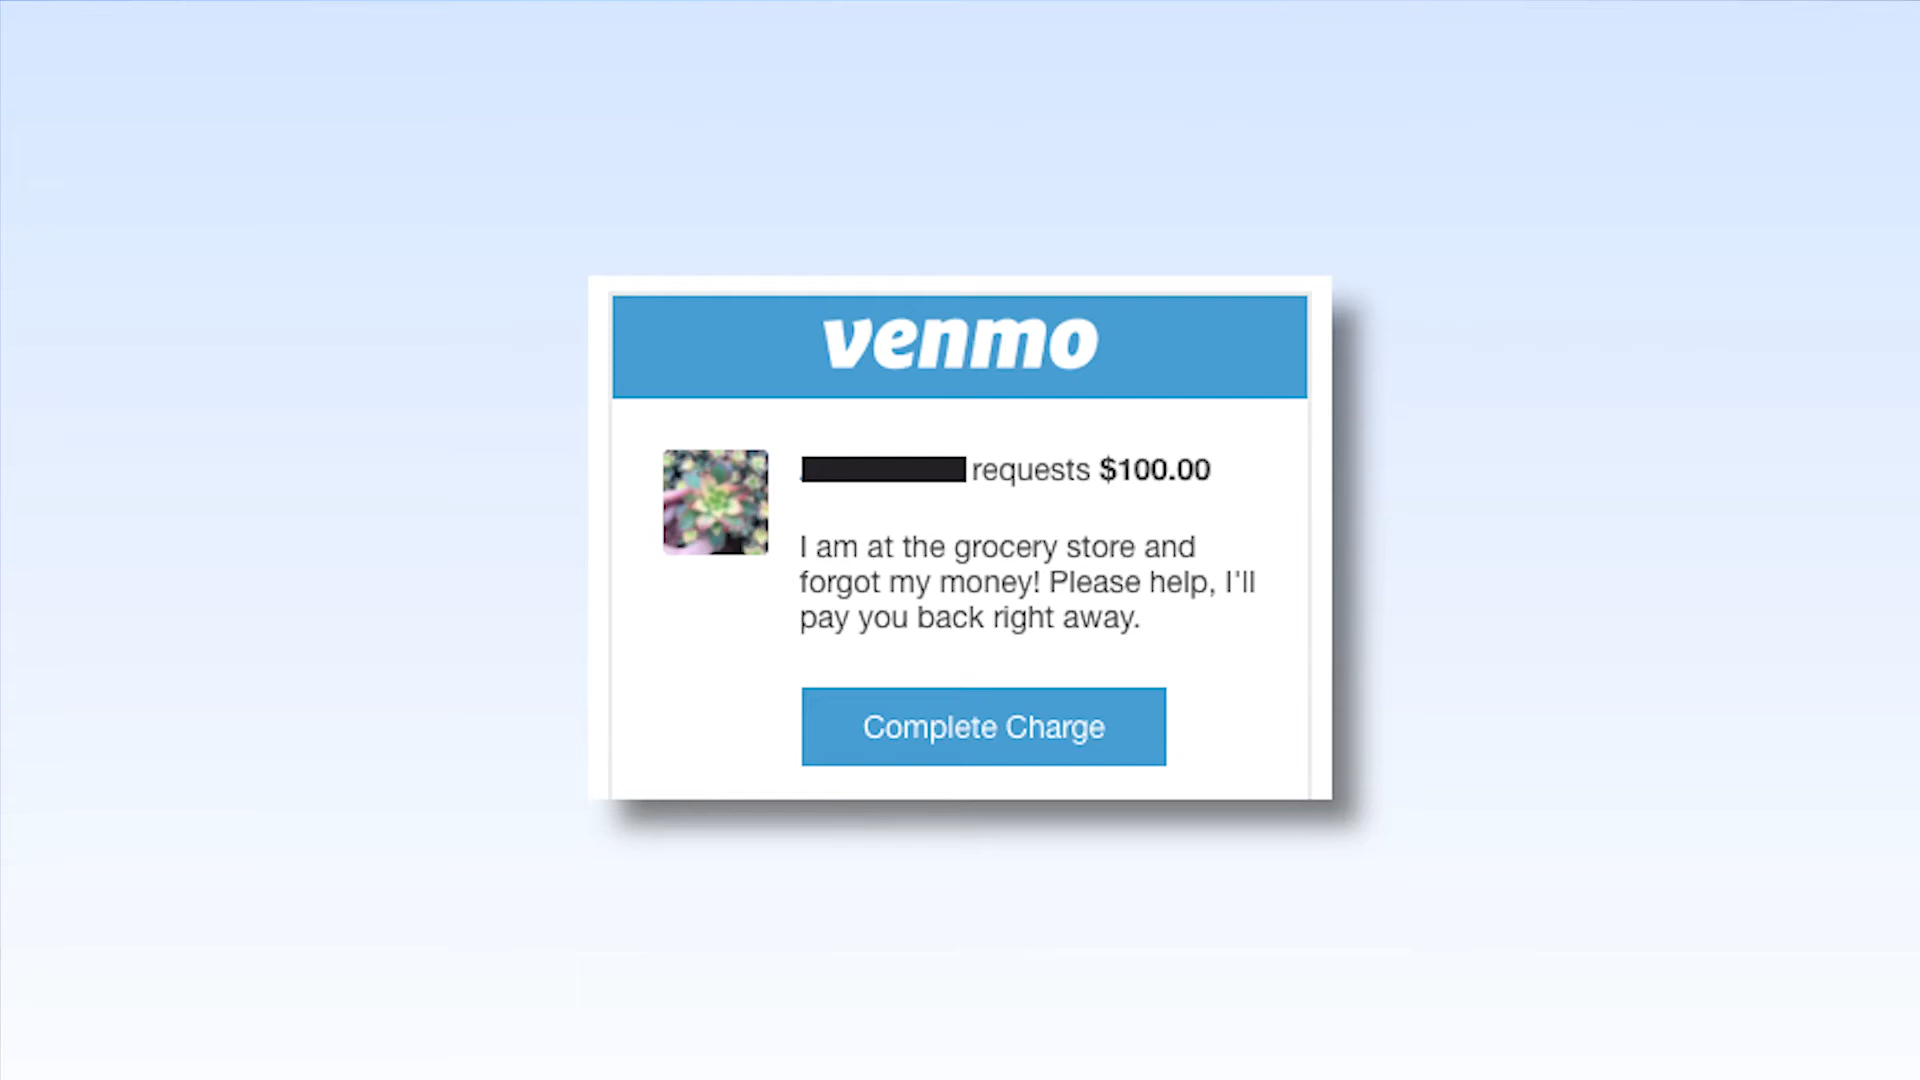 venmo
requests $100.00
I am at the grocery store and
forgot my money! Please help, I'll
pay you back right away.
Complete Charge